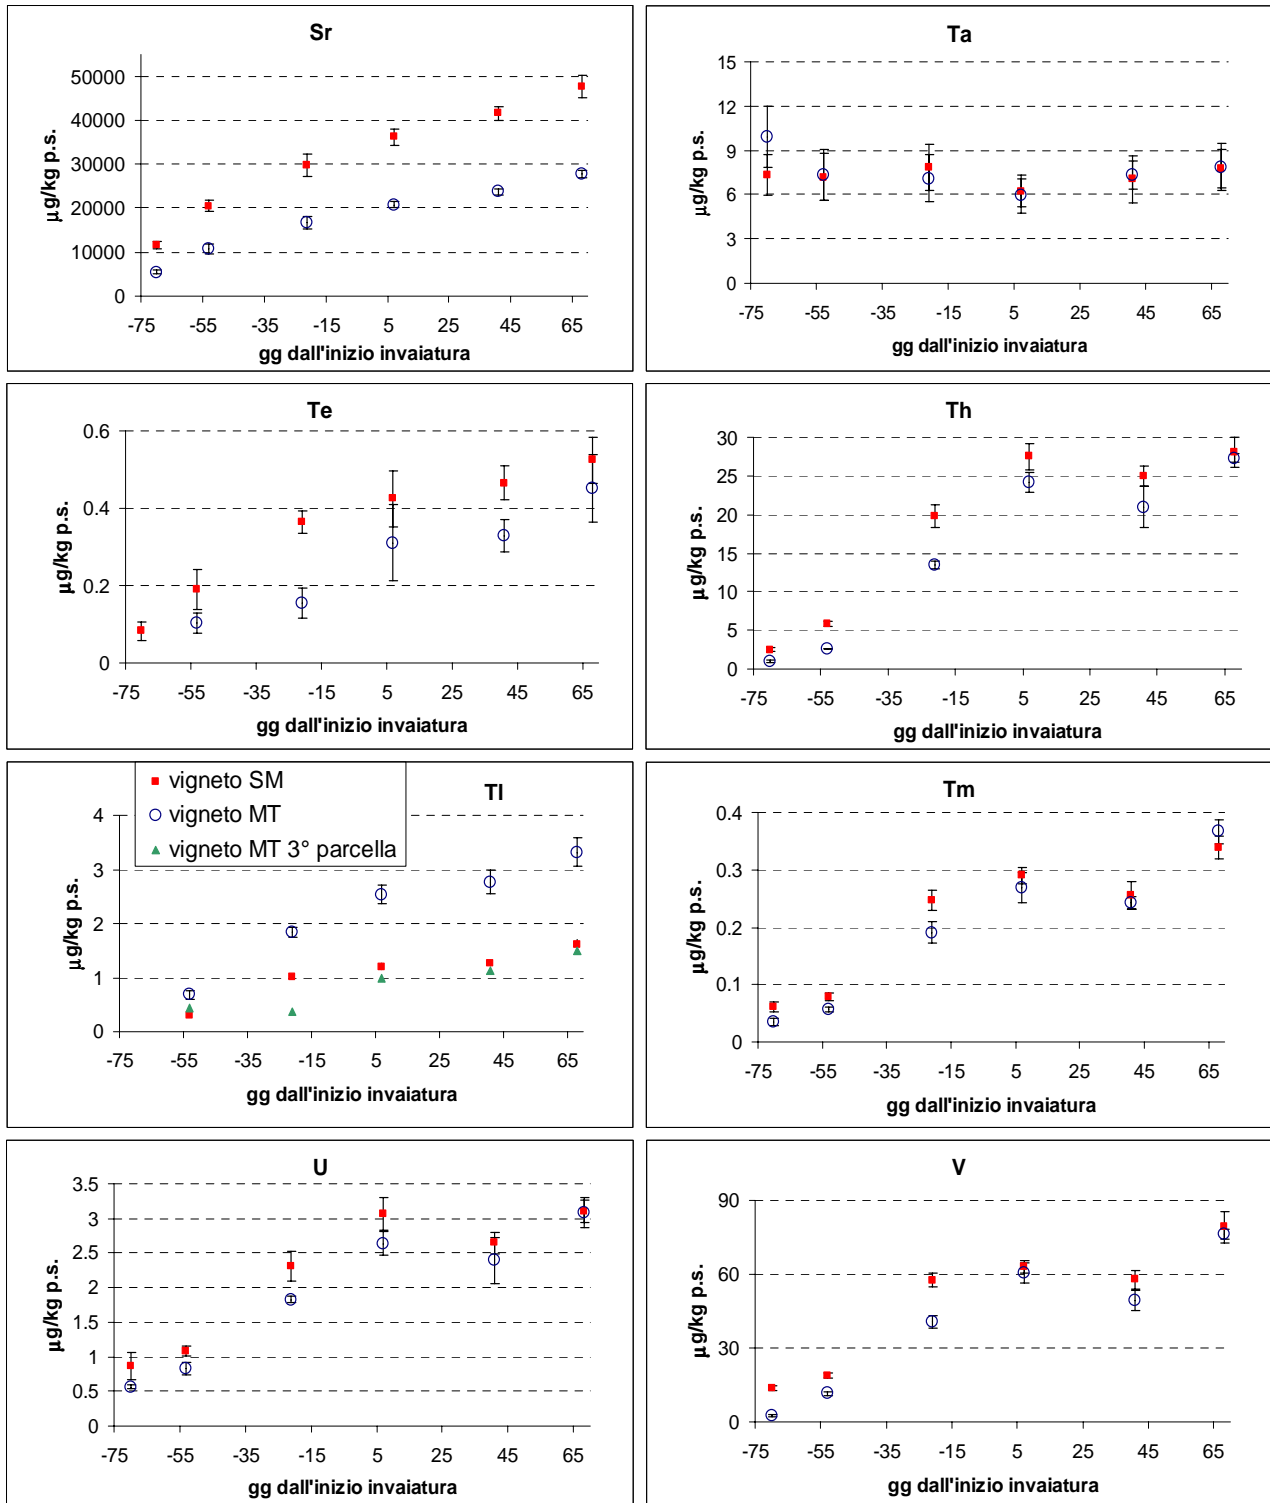 Sr
µg/kg p.s.
50000
40000
30000
20000
10000
0
-75 -55 -35 -15 5 25 45 65
gg dall'inizio invaiatura
Ta
µg/kg p.s.
15
12
9
6
3
0
-75 -55 -35 -15 5 25 45 65
gg dall'inizio invaiatura
Te
µg/kg p.s.
0.6
0.4
0.2
0
-75 -55 -35 -15 5 25 45 65
gg dall'inizio invaiatura
Th
µg/kg p.s.
30
25
20
15
10
5
0
-75 -55 -35 -15 5 25 45 65
gg dall'inizio invaiatura
vigneto SM
vigneto MT
vigneto MT 3° parcella
Tl
µg/kg p.s.
4
3
2
1
0
-75 -55 -35 -15 5 25 45 65
gg dall'inizio invaiatura
Tm
µg/kg p.s.
0.4
0.3
0.2
0.1
0
-75 -55 -35 -15 5 25 45 65
gg dall'inizio invaiatura
U
µg/kg p.s.
3.5
3
2.5
2
1.5
1
0.5
0
-75 -55 -35 -15 5 25 45 65
gg dall'inizio invaiatura
V
µg/kg p.s.
90
60
30
0
-75 -55 -35 -15 5 25 45 65
gg dall'inizio invaiatura